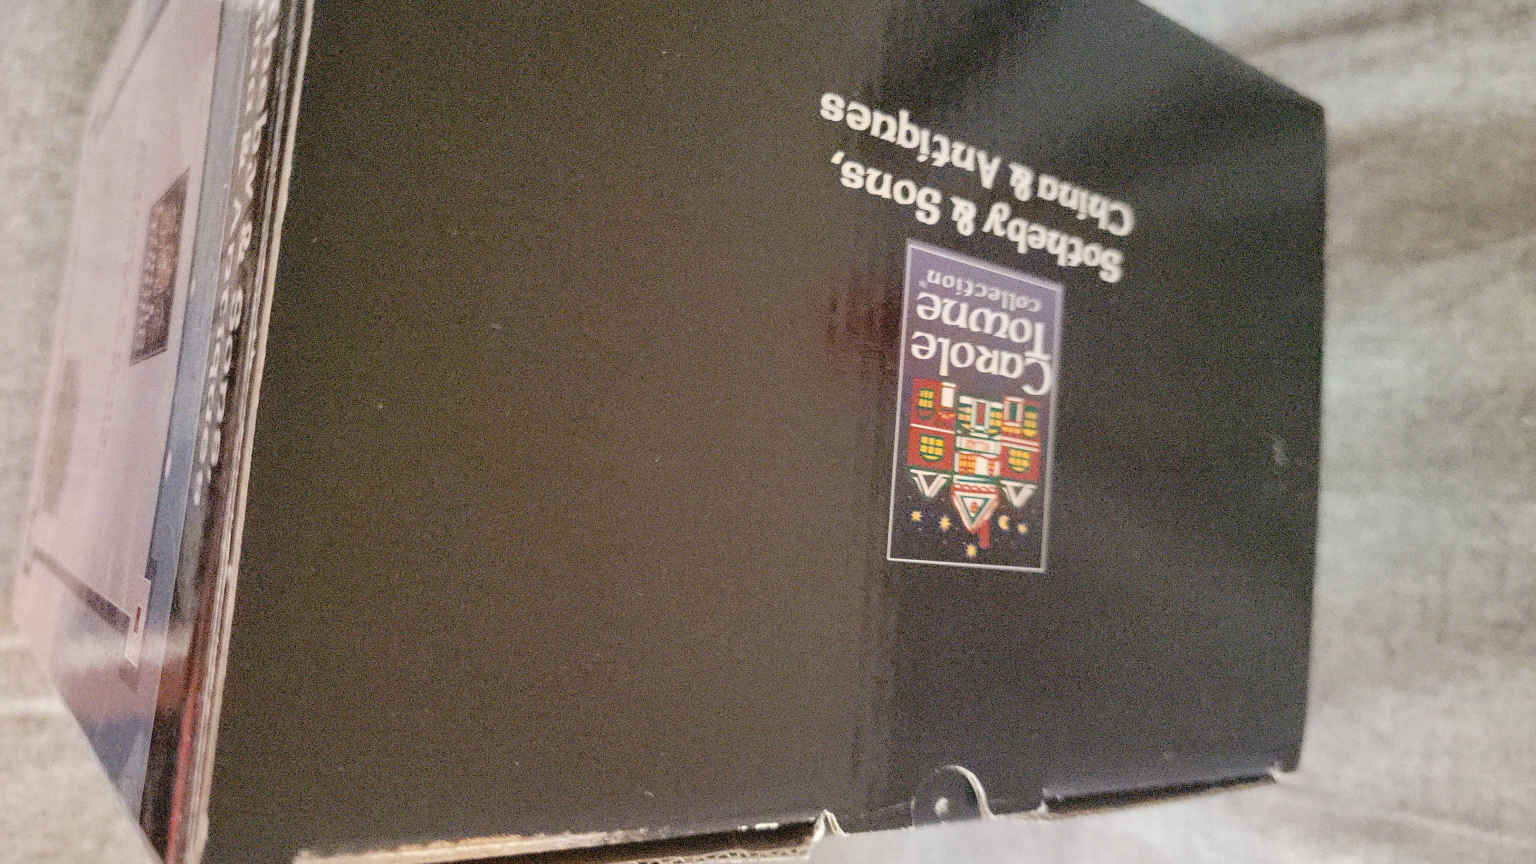 Carole
Towne
collection
Sotheby & Sons,
China & Antiques